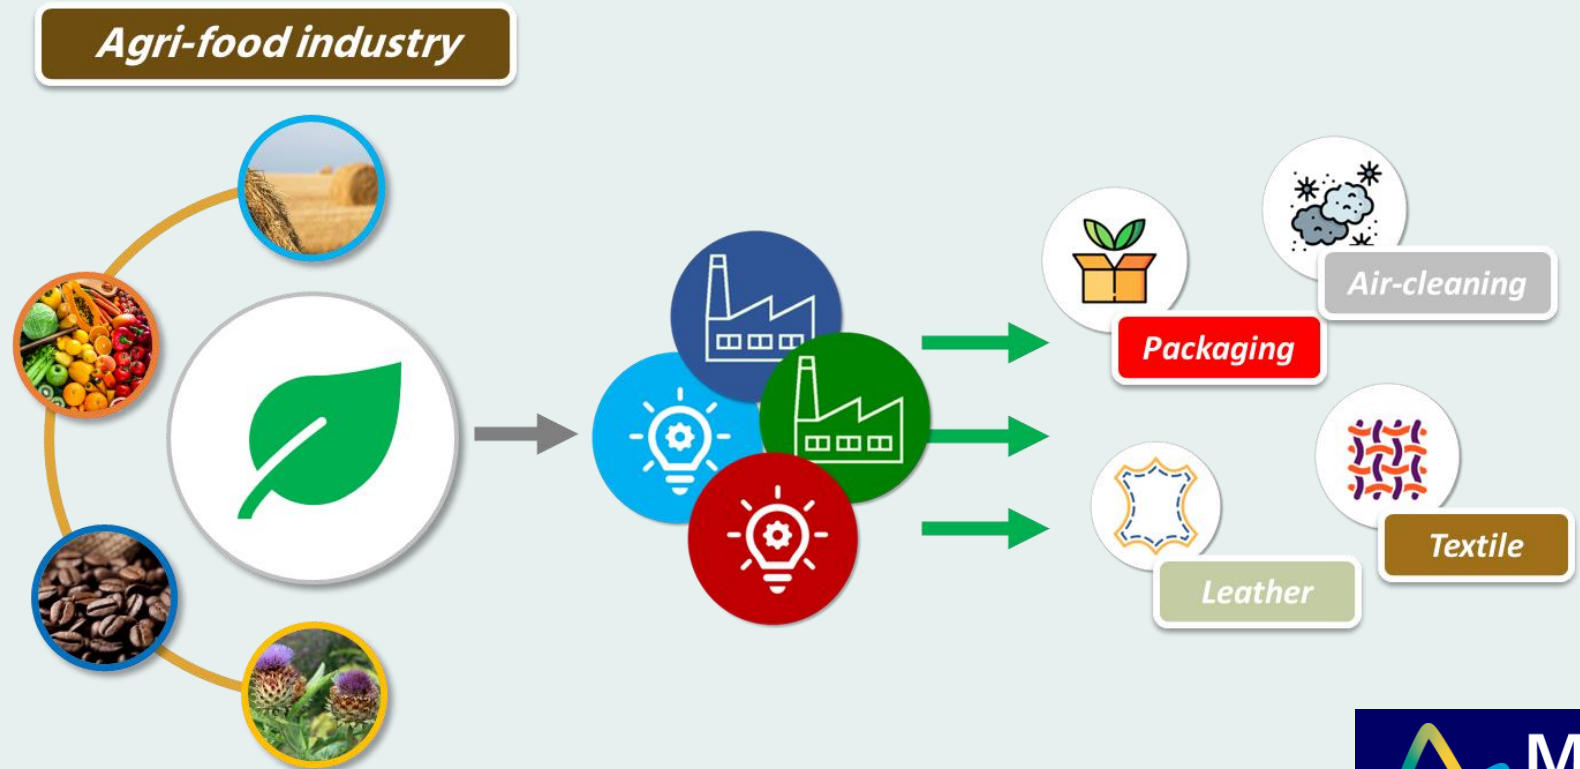 Agri-food industry
Air-cleaning
Packaging
Textile
Leather
M